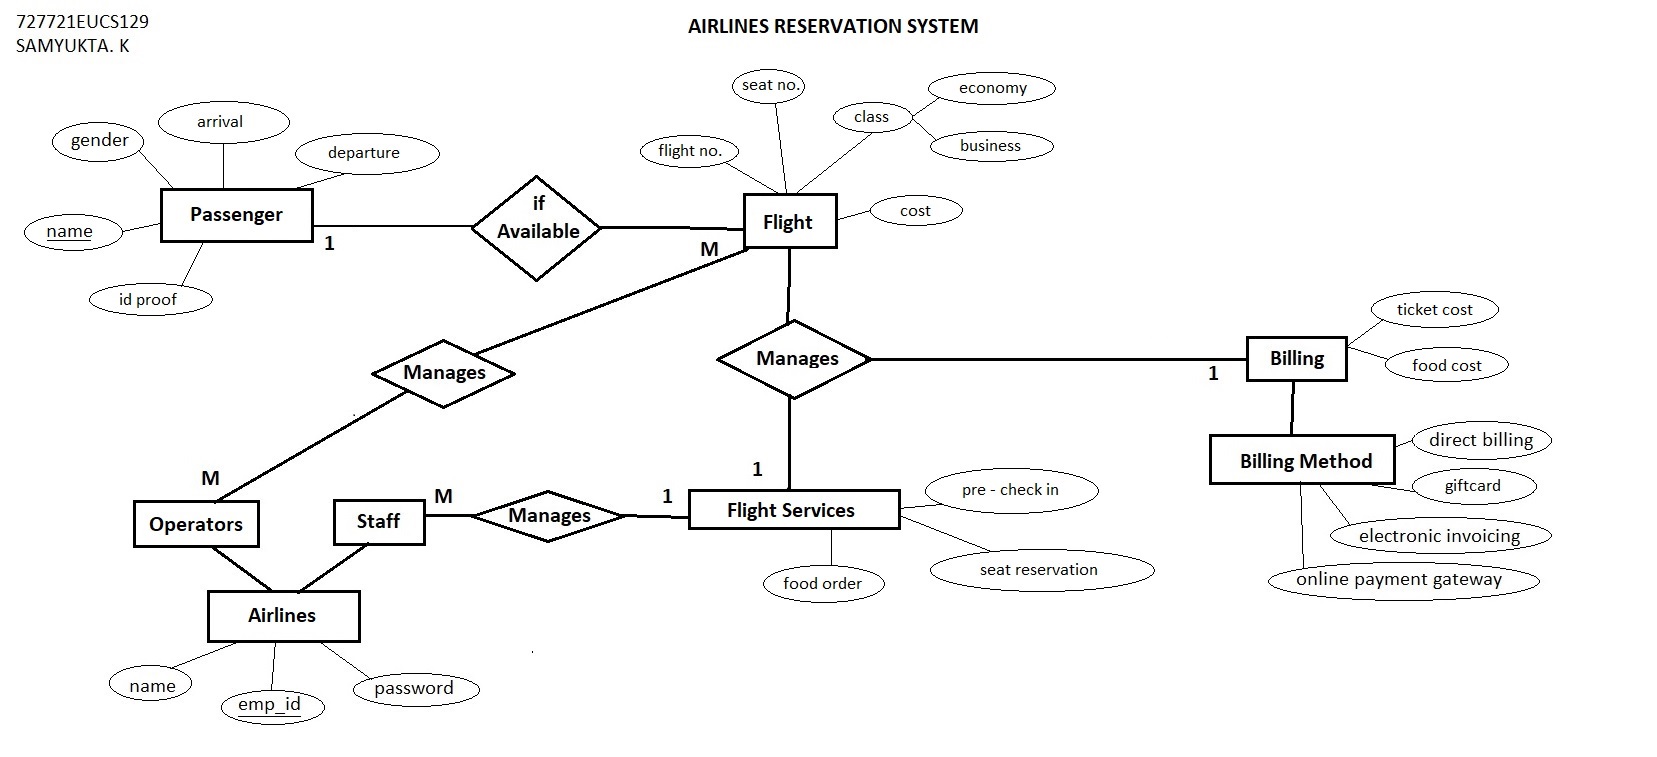 727721EUCS129
SAMYUKTA. K
AIRLINES RESERVATION SYSTEM
seat no.
economy
class
business
flight no.
arrival
gender
departure
Passenger
name
id proof
1
if
Available
Flight
cost
M
Manages
Manages
1
Billing
ticket cost
food cost
Billing Method
direct billing
giftcard
electronic invoicing
online payment gateway
M
Operators
Staff
M
Manages
1
1
Flight Services
pre - check in
seat reservation
food order
Airlines
name
emp_id
password